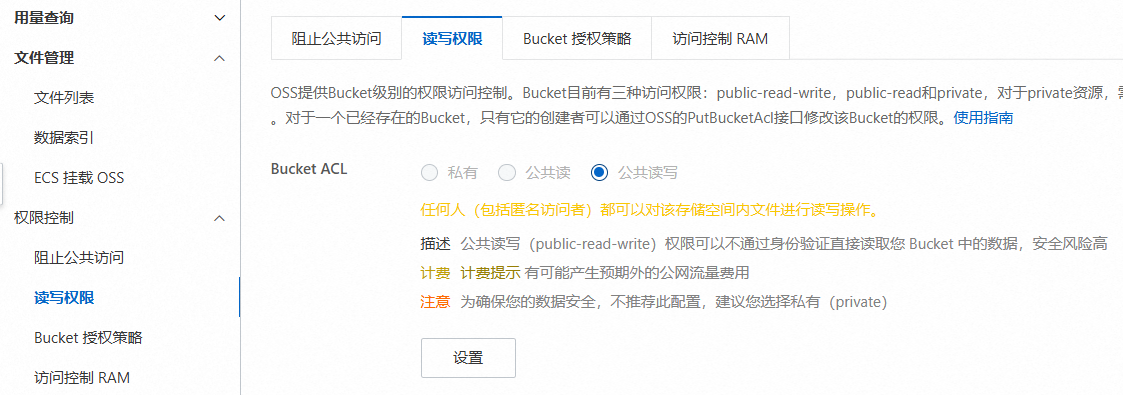 用量查询
文件管理
文件列表
数据索引
ECS 挂载 OSS
权限控制
阻止公共访问
读写权限
Bucket 授权策略
访问控制 RAM
阻止公共访问 读写权限 Bucket 授权策略 访问控制 RAM
OSS提供Bucket级别的权限访问控制。Bucket目前有三种访问权限：public-read-write，public-read和private，对于private资源，
。对于一个已经存在的Bucket，只有它的创建者可以通过OSS的PutBucketAcl接口修改该Bucket的权限。使用指南
Bucket ACL 私有 公共读 公共读写
任何人（包括匿名访问者）都可以对该存储空间内文件进行读写操作。
描述 公共读写（public-read-write）权限可以不通过身份验证直接读取您 Bucket 中的数据，安全风险高
计费 计费提示 有可能产生预期外的公网流量费用
注意 为确保您的数据安全，不推荐此配置，建议您选择私有（private）
设置